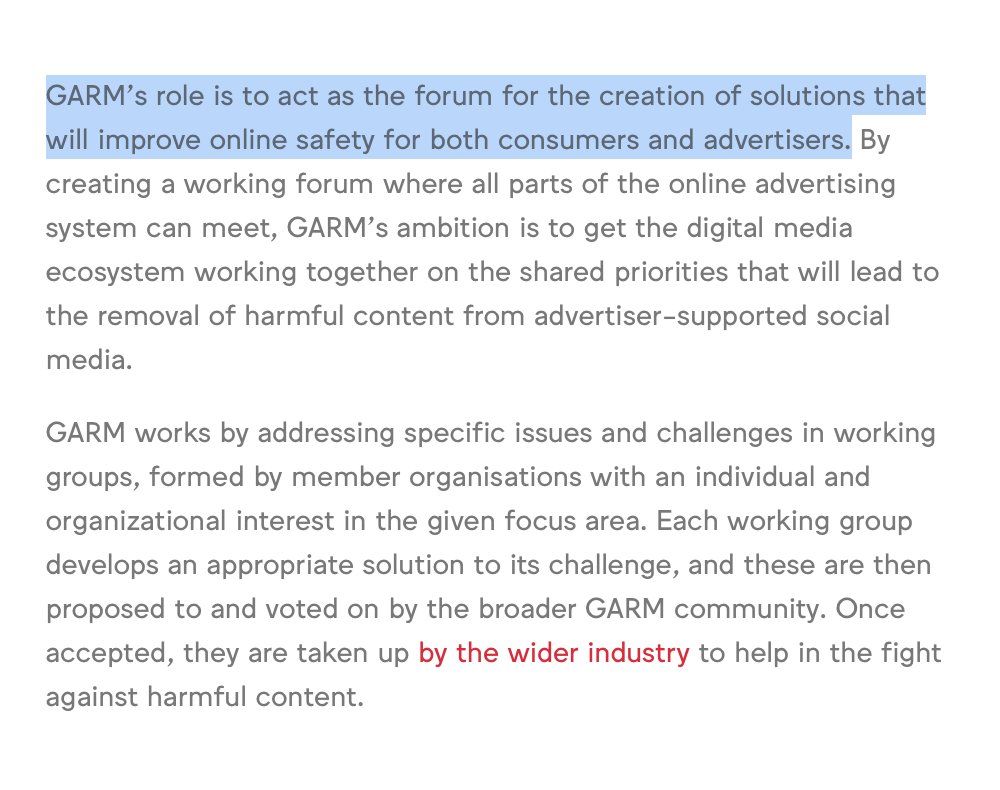 GARM’s role is to act as the forum for the creation of solutions that
will improve online safety for both consumers and advertisers. By
creating a working forum where all parts of the online advertising
system can meet, GARM’s ambition is to get the digital media
ecosystem working together on the shared priorities that will lead to
the removal of harmful content from advertiser-supported social
media.
GARM works by addressing specific issues and challenges in working
groups, formed by member organisations with an individual and
organizational interest in the given focus area. Each working group
develops an appropriate solution to its challenge, and these are then
proposed to and voted on by the broader GARM community. Once
accepted, they are taken up by the wider industry to help in the fight
against harmful content.